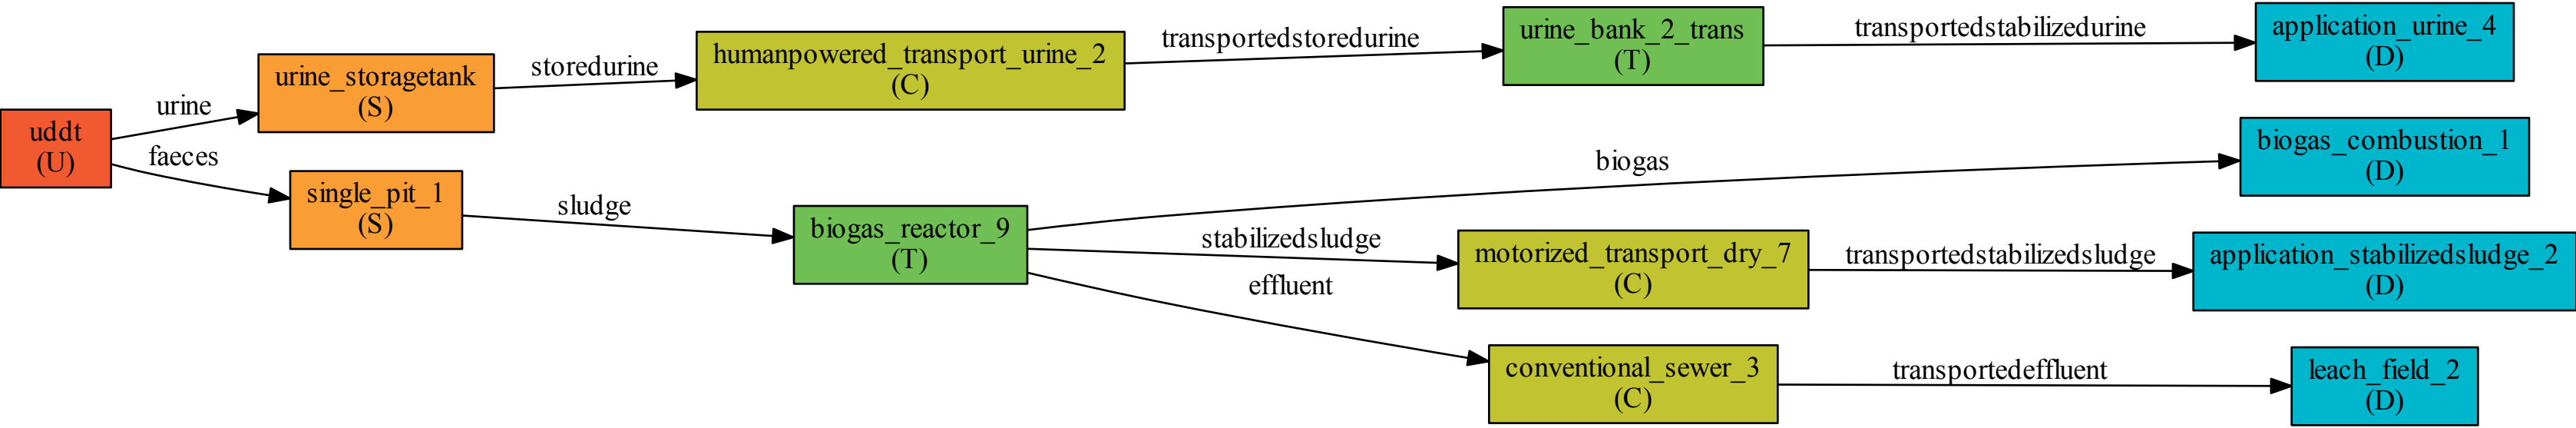 uddt
(U)
urine
faeces
urine_storagetank
(S)
storedurine
humanpowered_transport_urine_2
(C)
transportedstoredurine
urine_bank_2_trans
(T)
transportedstabilizedurine
application_urine_4
(D)
single_pit_1
(S)
sludge
biogas_reactor_9
(T)
biogas
biogas_combustion_1
(D)
stabilizedsludge
motorized_transport_dry_7
(C)
transportedstabilizedsludge
application_stabilizedsludge_2
(D)
effluent
conventional_sewer_3
(C)
transportedeffluent
leach_field_2
(D)